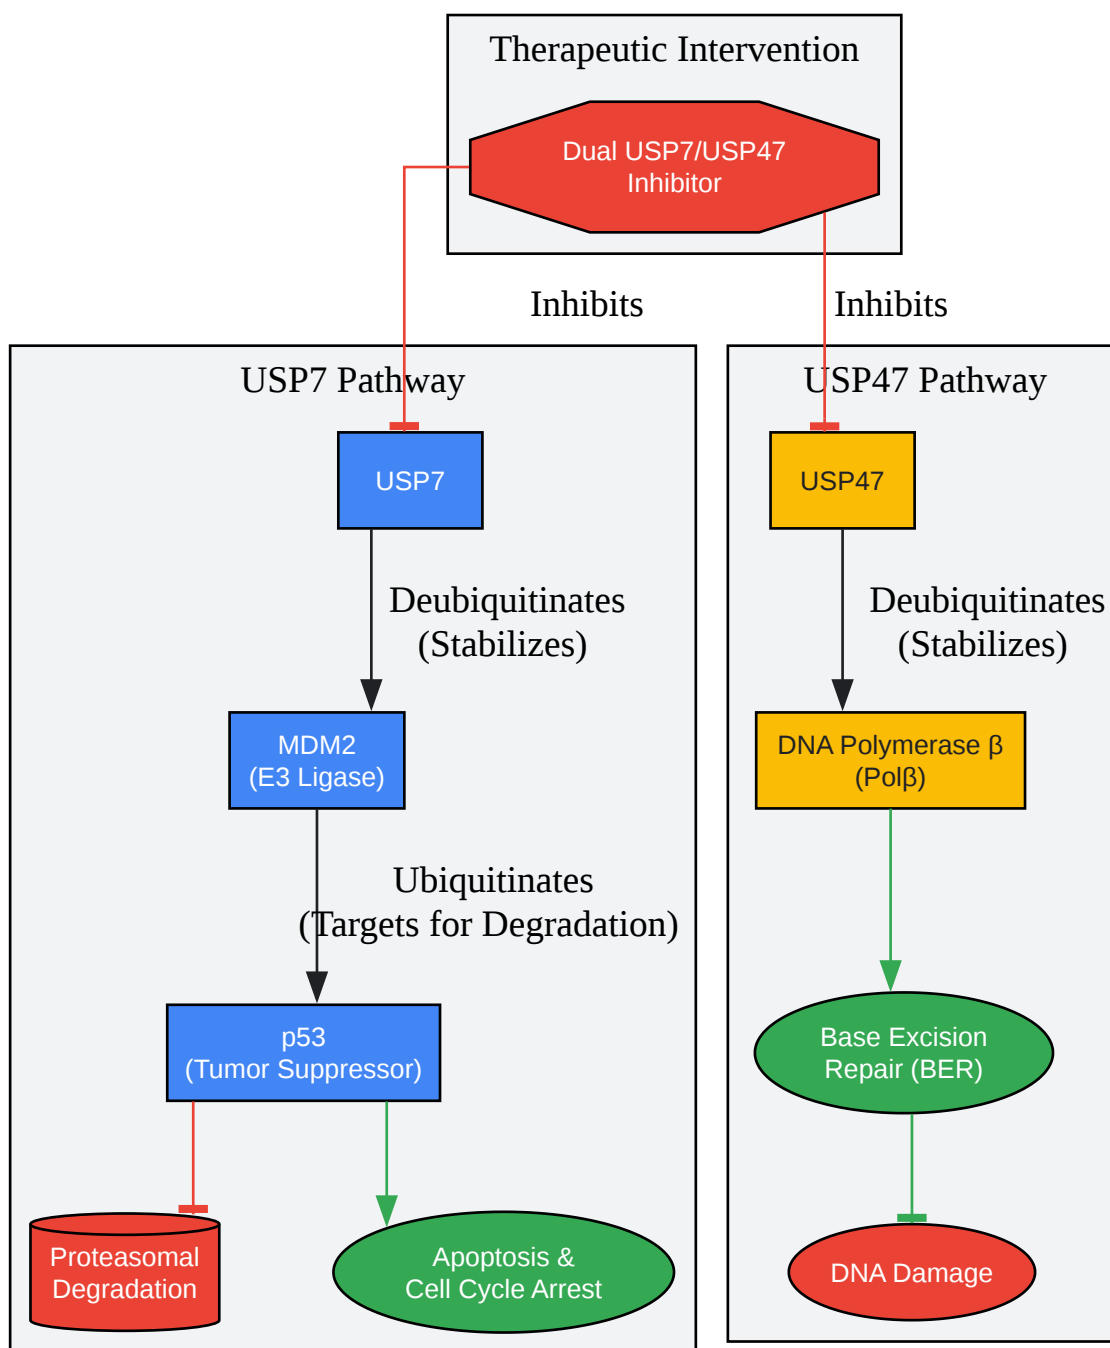 Therapeutic Intervention
Dual USP7/USP47
Inhibitor
Inhibits
Inhibits
USP7 Pathway
USP7
Deubiquitinates
(Stabilizes)
MDM2
(E3 Ligase)
Ubiquitinates
(Targets for Degradation)
p53
(Tumor Suppressor)
Proteasomal
Degradation
Apoptosis &
Cell Cycle Arrest
USP47 Pathway
USP47
Deubiquitinates
(Stabilizes)
DNA Polymerase β
(Polβ)
Base Excision
Repair (BER)
DNA Damage